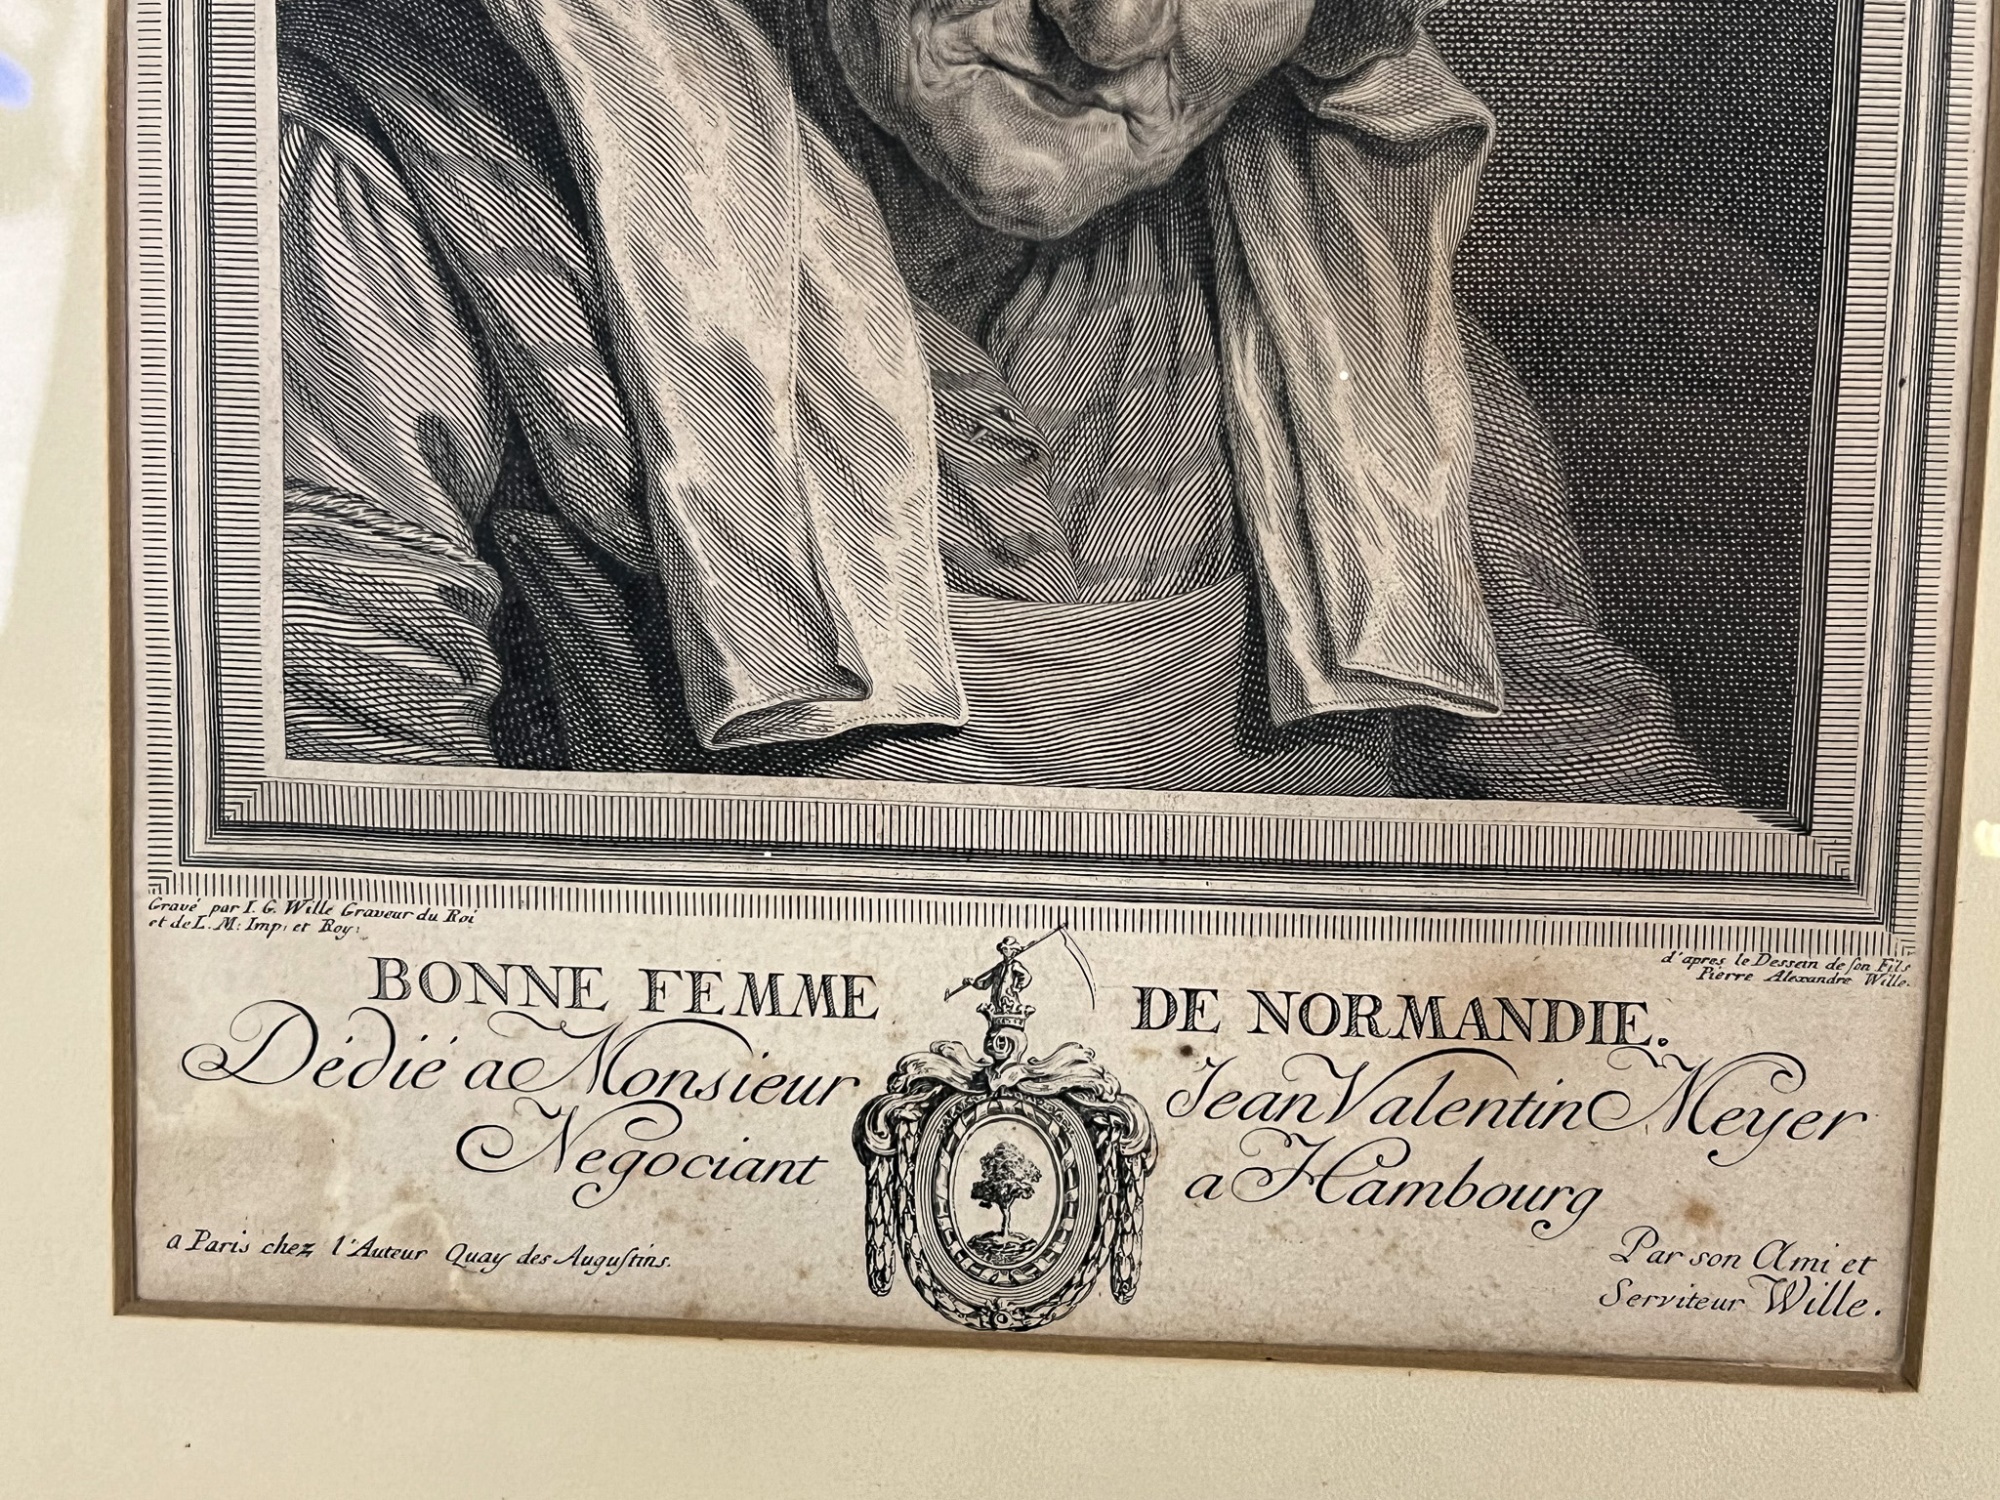 Gravé par I. G. Wille Graveur du Roi
et de L. M: Imp: et Roy:
d'apres le Dessein de ſon Fils
Pierre Alexandre Wille.
BONNE FEMME DE NORMANDIE.
Dédié a Monsieur Jean Valentin Meyer
Negociant a Hambourg
a Paris chez l'Auteur Quay des Auguſtins.
Par son Ami et
Serviteur Wille.